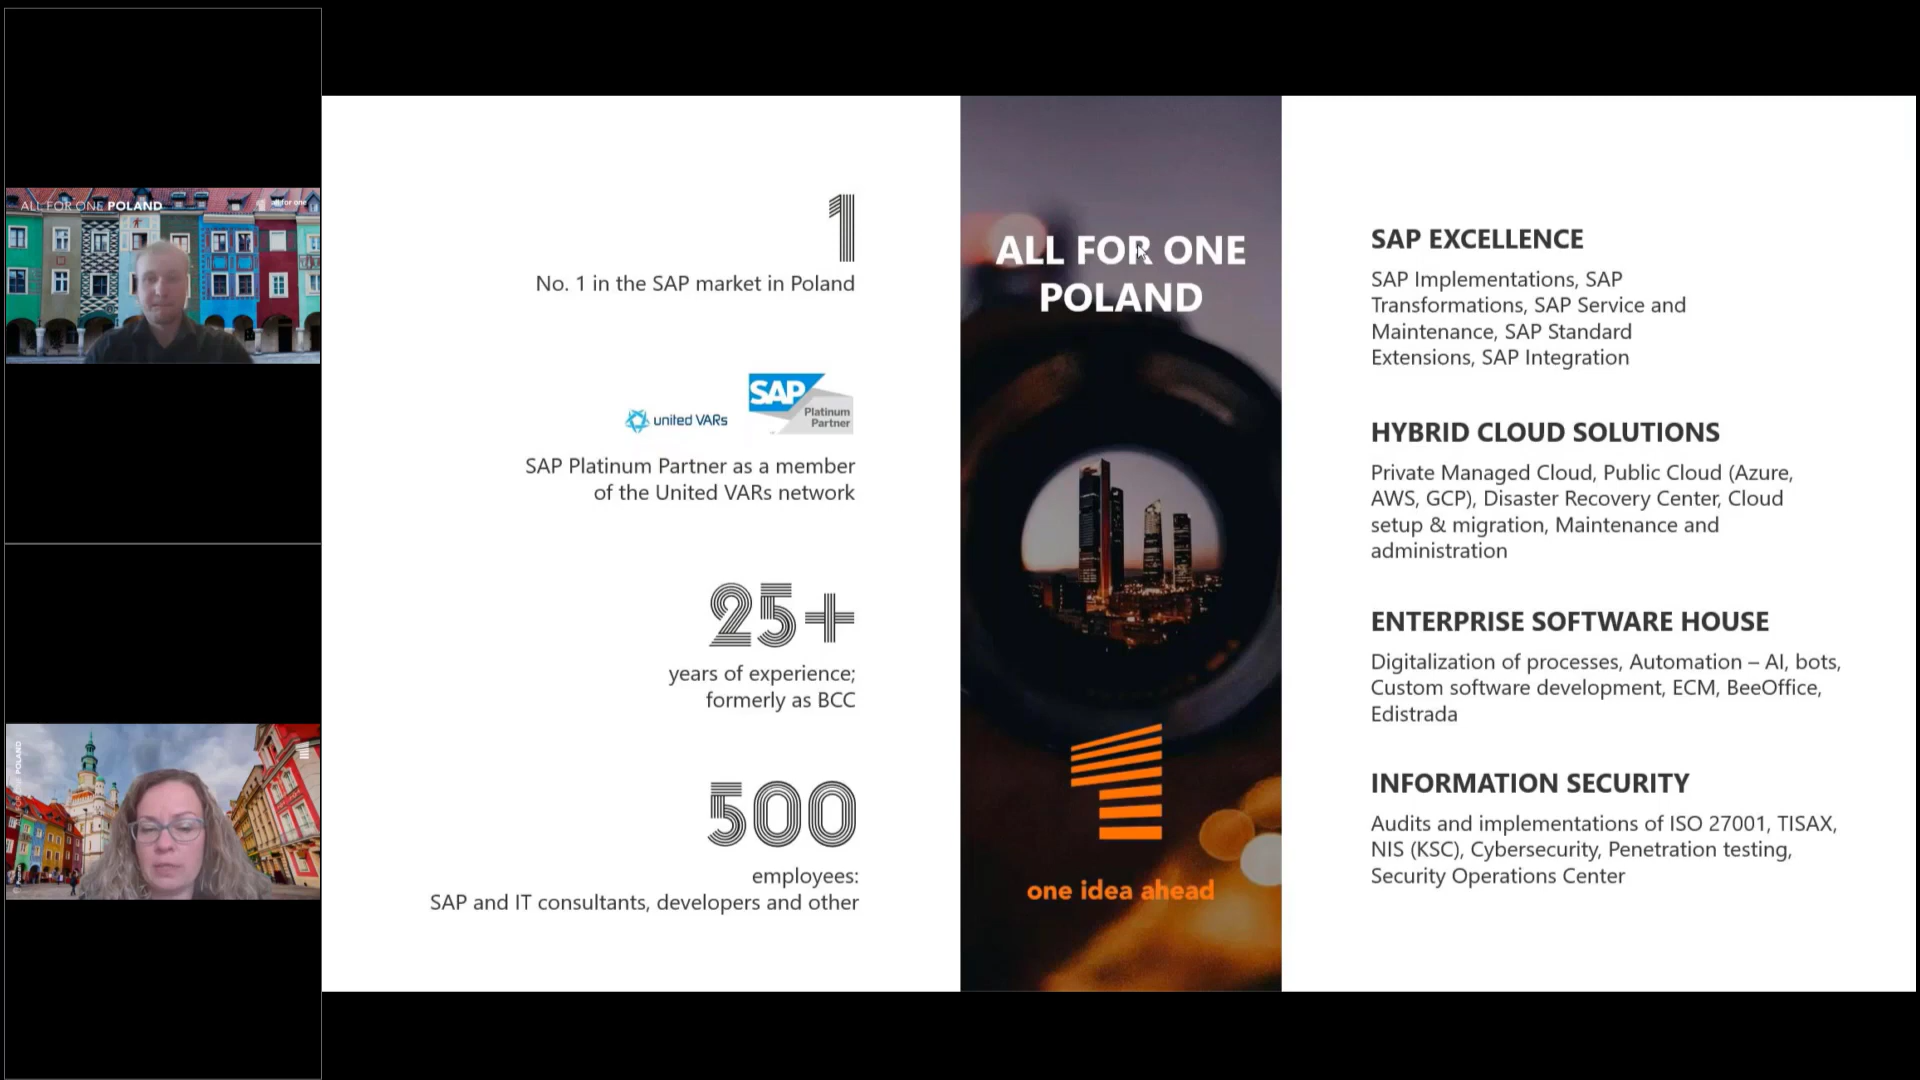 ALL FOR ONE POLAND
all for one
POLAND
1
No. 1 in the SAP market in Poland
united VARs
SAP
Platinum
Partner
SAP Platinum Partner as a member
of the United VARs network
25+
years of experience;
formerly as BCC
500
employees:
SAP and IT consultants, developers and other
ALL FOR ONE
POLAND
one idea ahead
SAP EXCELLENCE
SAP Implementations, SAP
Transformations, SAP Service and
Maintenance, SAP Standard
Extensions, SAP Integration
HYBRID CLOUD SOLUTIONS
Private Managed Cloud, Public Cloud (Azure,
AWS, GCP), Disaster Recovery Center, Cloud
setup & migration, Maintenance and
administration
ENTERPRISE SOFTWARE HOUSE
Digitalization of processes, Automation – AI, bots,
Custom software development, ECM, BeeOffice,
Edistrada
INFORMATION SECURITY
Audits and implementations of ISO 27001, TISAX,
NIS (KSC), Cybersecurity, Penetration testing,
Security Operations Center